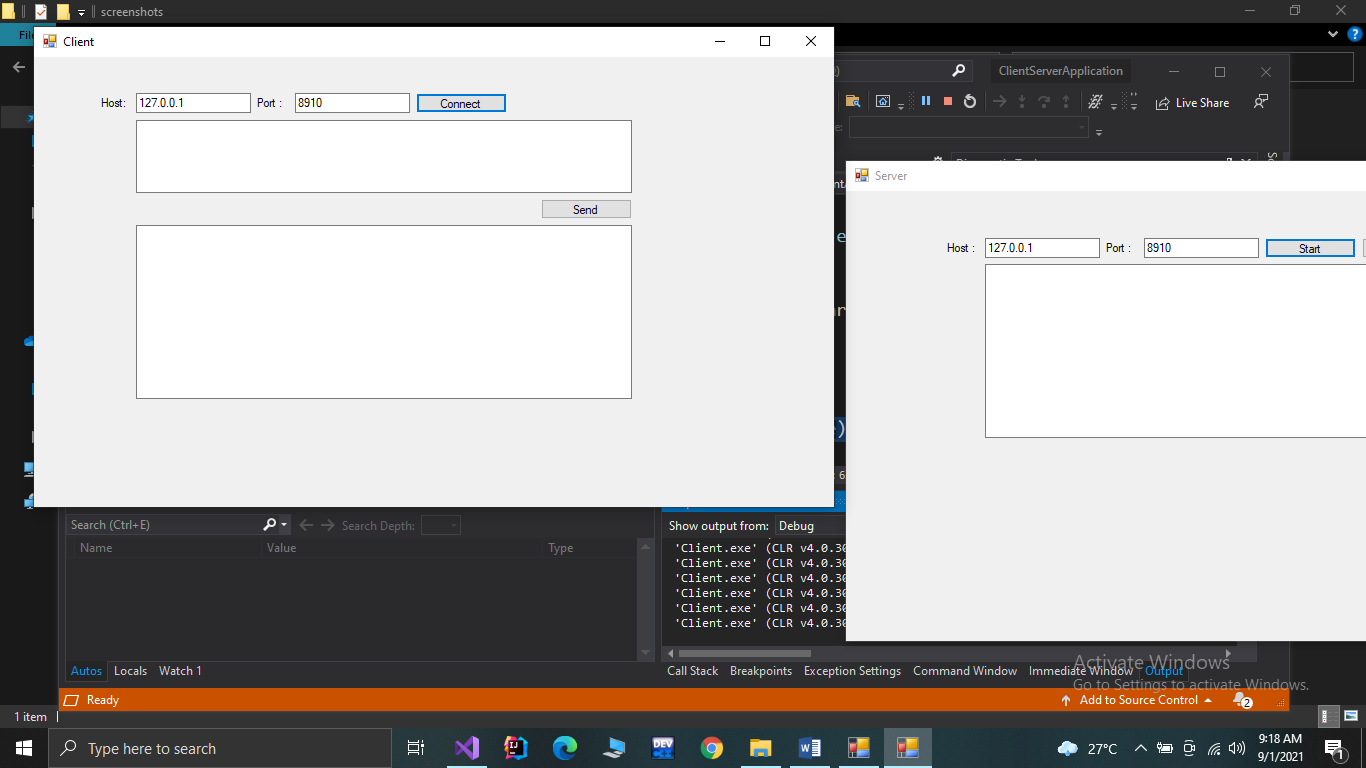 screenshots
Fil
Client
ClientServerApplication
Host:
127.0.0.1
Port :
8910
Connect
Live Share
Send
Server
Host :
127.0.0.1
Port :
8910
Start
Search (Ctrl+E)
Search Depth:
Show output from:
Debug
Name
Value
Type
'Client.exe' (CLR v4.0.30
'Client.exe' (CLR v4.0.30
'Client.exe' (CLR v4.0.30
'Client.exe' (CLR v4.0.30
'Client.exe' (CLR v4.0.30
'Client.exe' (CLR v4.0.30
Autos
Locals
Watch 1
Call Stack
Breakpoints
Exception Settings
Command Window
Immediate Window
Output
Activate Windows
Go to Settings to activate Windows.
Ready
Add to Source Control
2
1 item
Type here to search
IJ
DEV
27°C
9:18 AM
9/1/2021
1